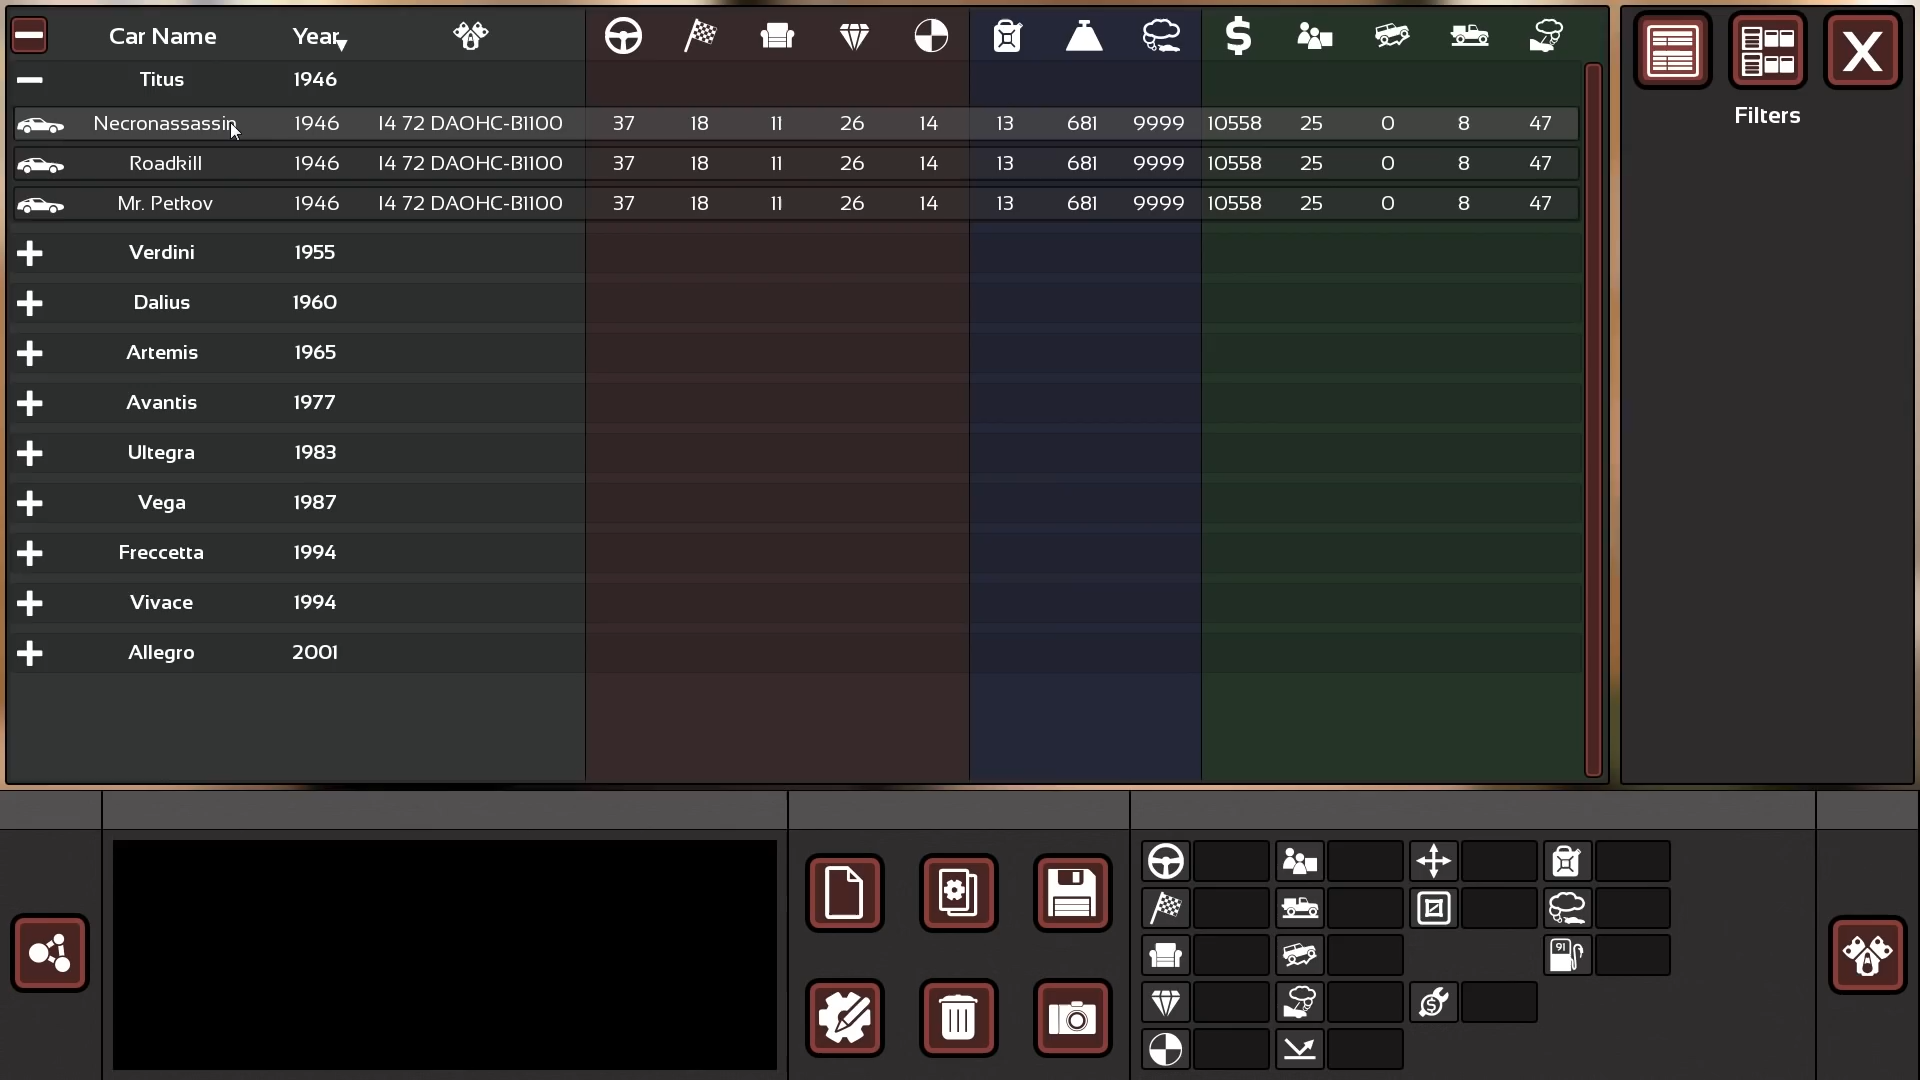 Car Name Year
Titus 1946
Necronassassin 1946 I4 72 DAOHC-B1100 37 18 11 26 14 13 681 9999 10558 25 0 8 47
Roadkill 1946 I4 72 DAOHC-B1100 37 18 11 26 14 13 681 9999 10558 25 0 8 47
Mr. Petkov 1946 I4 72 DAOHC-B1100 37 18 11 26 14 13 681 9999 10558 25 0 8 47
Verdini 1955
Dalius 1960
Artemis 1965
Avantis 1977
Ultegra 1983
Vega 1987
Freccetta 1994
Vivace 1994
Allegro 2001
X
Filters
91